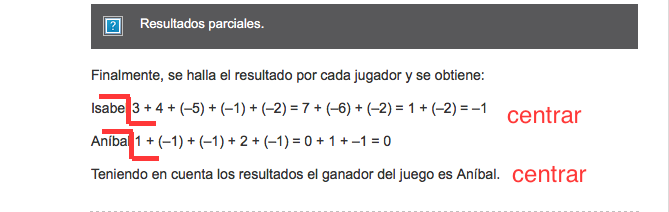 Resultados parciales.
Finalmente, se halla el resultado por cada jugador y se obtiene:
Isabel 3 + 4 + (–5) + (–1) + (–2) = 7 + (–6) + (–2) = 1 + (–2) = –1
centrar
Aníbal 1 + (–1) + (–1) + 2 + (–1) = 0 + 1 + –1 = 0
Teniendo en cuenta los resultados el ganador del juego es Aníbal.
centrar